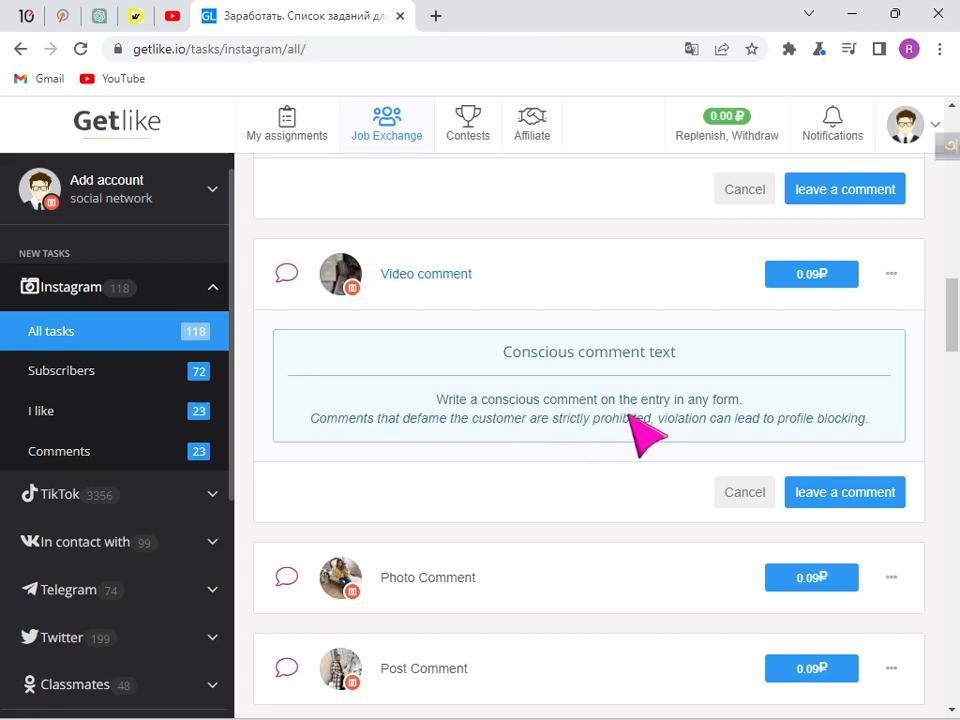 10
GL Заработать. Список заданий дл
getlike.io/tasks/instagram/all/
R
Gmail
YouTube
Getlike
My assignments
Job Exchange
Contests
Affiliate
0.00 ₽
Replenish, Withdraw
Notifications
Add account
social network
NEW TASKS
Instagram 118
All tasks 118
Subscribers 72
I like 23
Comments 23
TikTok 3356
In contact with 99
Telegram 74
Twitter 199
Classmates 48
Cancel leave a comment
Video comment 0.09₽
Conscious comment text
Write a conscious comment on the entry in any form.
Comments that defame the customer are strictly prohibited, violation can lead to profile blocking.
Cancel leave a comment
Photo Comment 0.09₽
Post Comment 0.09₽